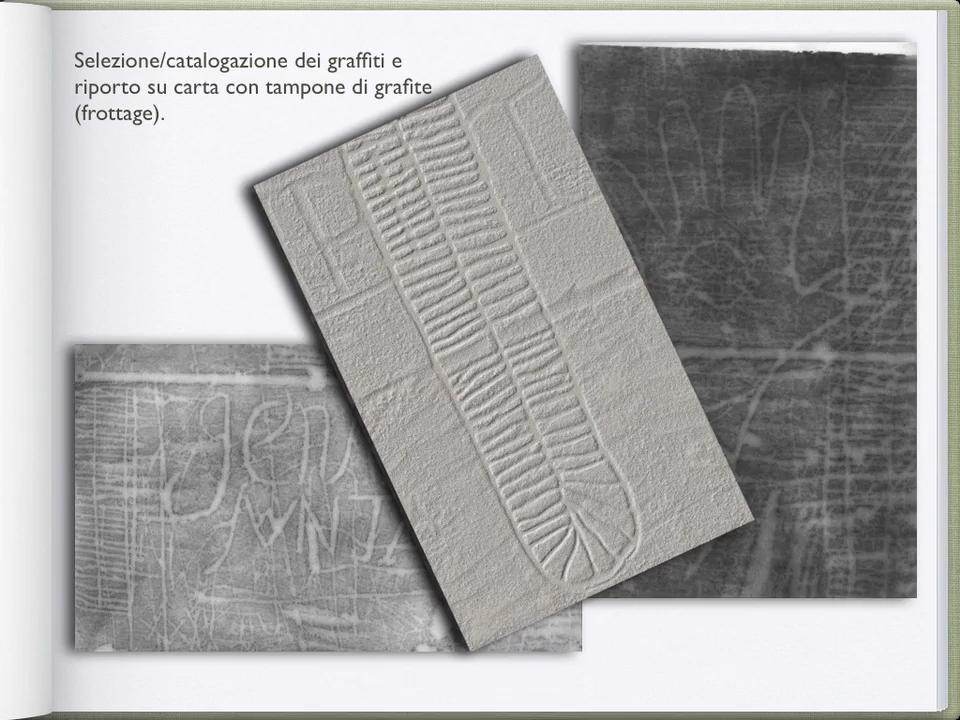 Selezione/catalogazione dei graffiti e
riporto su carta con tampone di grafite
(frottage).